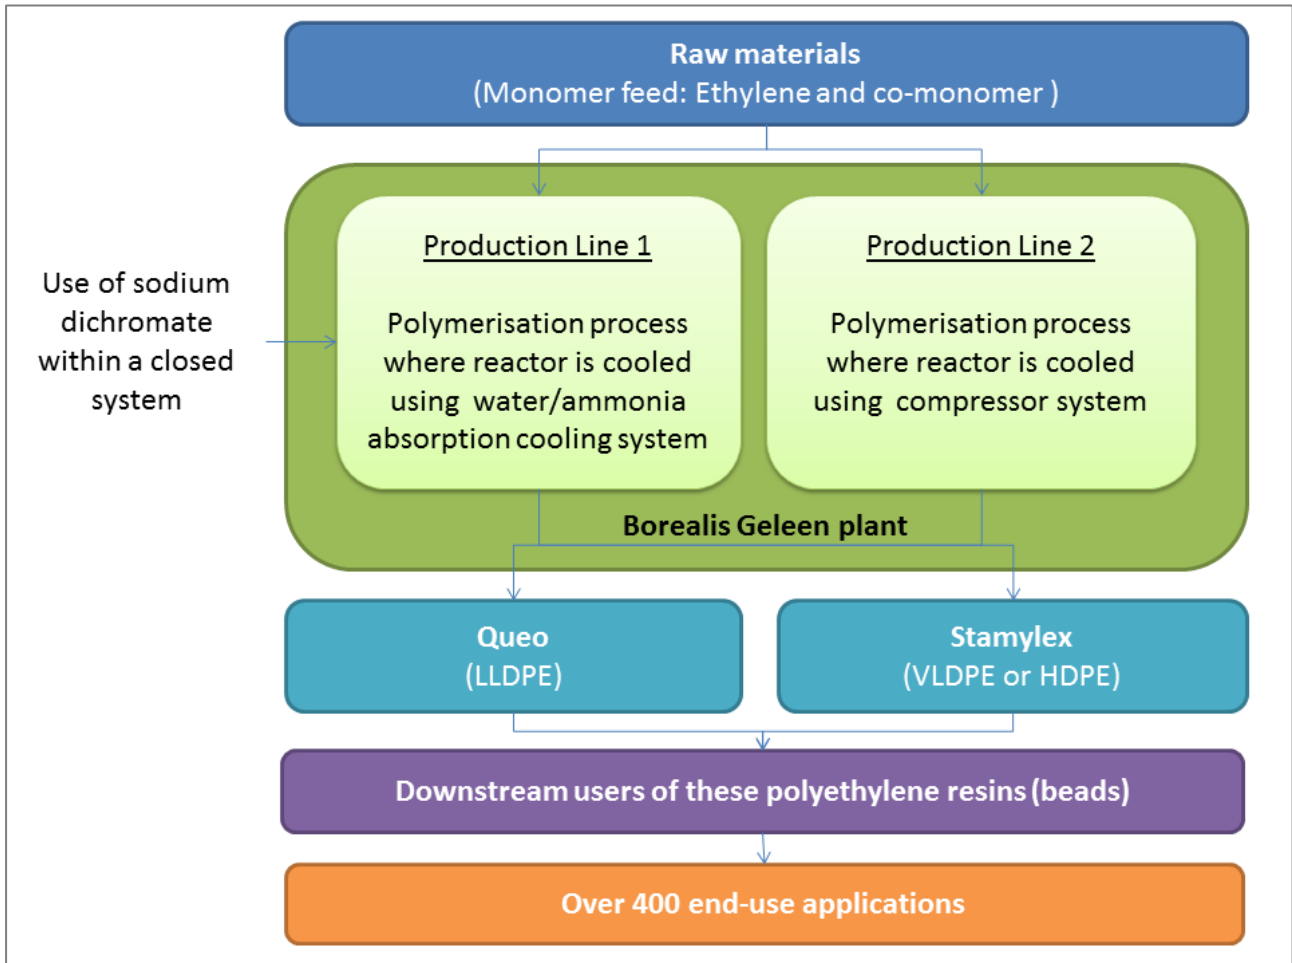 Raw materials
(Monomer feed: Ethylene and co-monomer )
Use of sodium
dichromate
within a closed
system
Production Line 1
Polymerisation process
where reactor is cooled
using water/ammonia
absorption cooling system
Production Line 2
Polymerisation process
where reactor is cooled
using compressor system
Borealis Geleen plant
Queo
(LLDPE)
Stamylex
(VLDPE or HDPE)
Downstream users of these polyethylene resins (beads)
Over 400 end-use applications